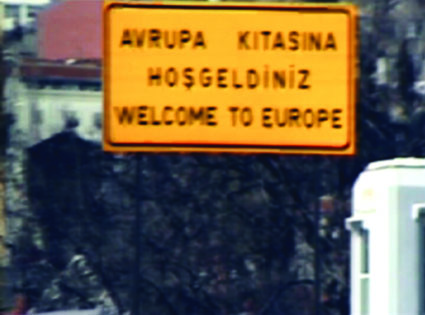 AVRUPA KITASINA
HOŞGELDİNİZ
WELCOME TO EUROPE